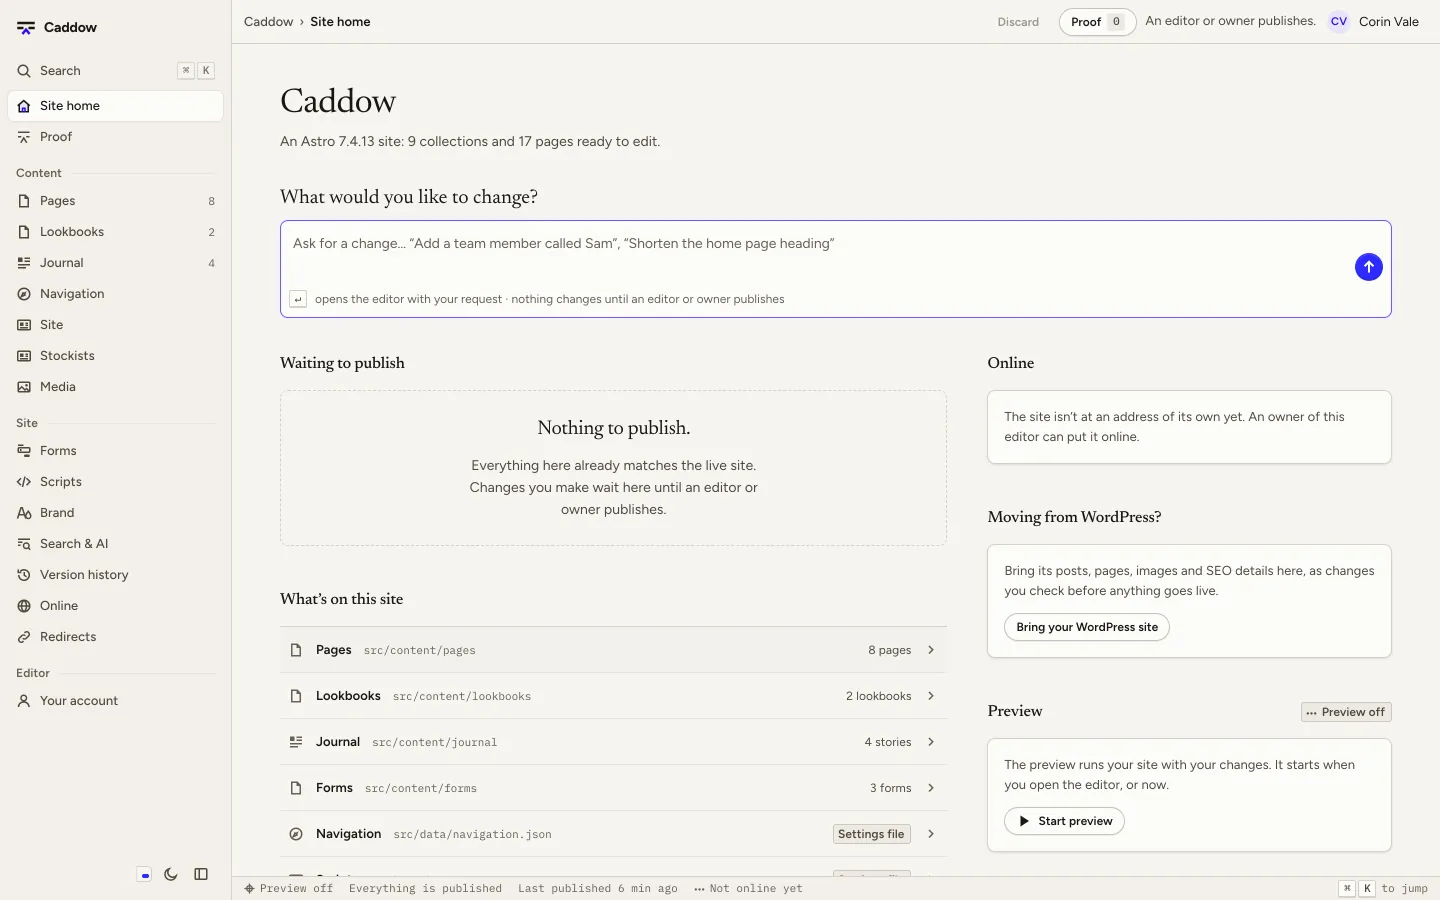 Caddow
Search ⌘ K
Site home
Proof
Content
Pages 8
Lookbooks 2
Journal 4
Navigation
Site
Stockists
Media
Site
Forms
Scripts
Brand
Search & AI
Version history
Online
Redirects
Editor
Your account
Caddow › Site home
Discard
Proof 0
An editor or owner publishes.
CV Corin Vale
Caddow
An Astro 7.4.13 site: 9 collections and 17 pages ready to edit.
What would you like to change?
Ask for a change… “Add a team member called Sam”, “Shorten the home page heading”
↵ opens the editor with your request · nothing changes until an editor or owner publishes
Waiting to publish
Nothing to publish.
Everything here already matches the live site.
Changes you make wait here until an editor or
owner publishes.
What’s on this site
Pages src/content/pages 8 pages
Lookbooks src/content/lookbooks 2 lookbooks
Journal src/content/journal 4 stories
Forms src/content/forms 3 forms
Navigation src/data/navigation.json Settings file
Online
The site isn’t at an address of its own yet. An owner of this
editor can put it online.
Moving from WordPress?
Bring its posts, pages, images and SEO details here, as changes
you check before anything goes live.
Bring your WordPress site
Preview
Preview off
The preview runs your site with your changes. It starts when
you open the editor, or now.
Start preview
Preview off Everything is published Last published 6 min ago Not online yet
⌘ K to jump